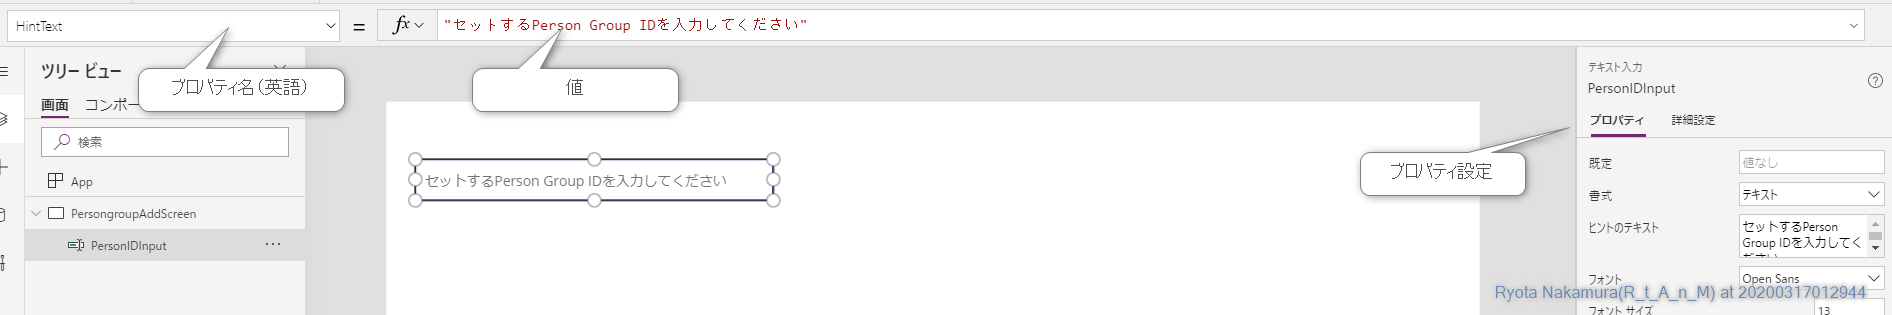 HintText
=
fx
"セットするPerson Group IDを入力してください"
ツリー ビュー
プロパティ名（英語）
値
画面
コンポー
検索
App
PersongroupAddScreen
PersonIDInput
...
セットするPerson Group IDを入力してください
プロパティ設定
テキスト入力
PersonIDInput
?
プロパティ
詳細設定
既定
値なし
書式
テキスト
ヒントのテキスト
セットするPerson
Group IDを入力してく
ださい
フォント
Open Sans
Ryota Nakamura(R_t_A_n_M) at 20200317012944
フォント サイズ
13